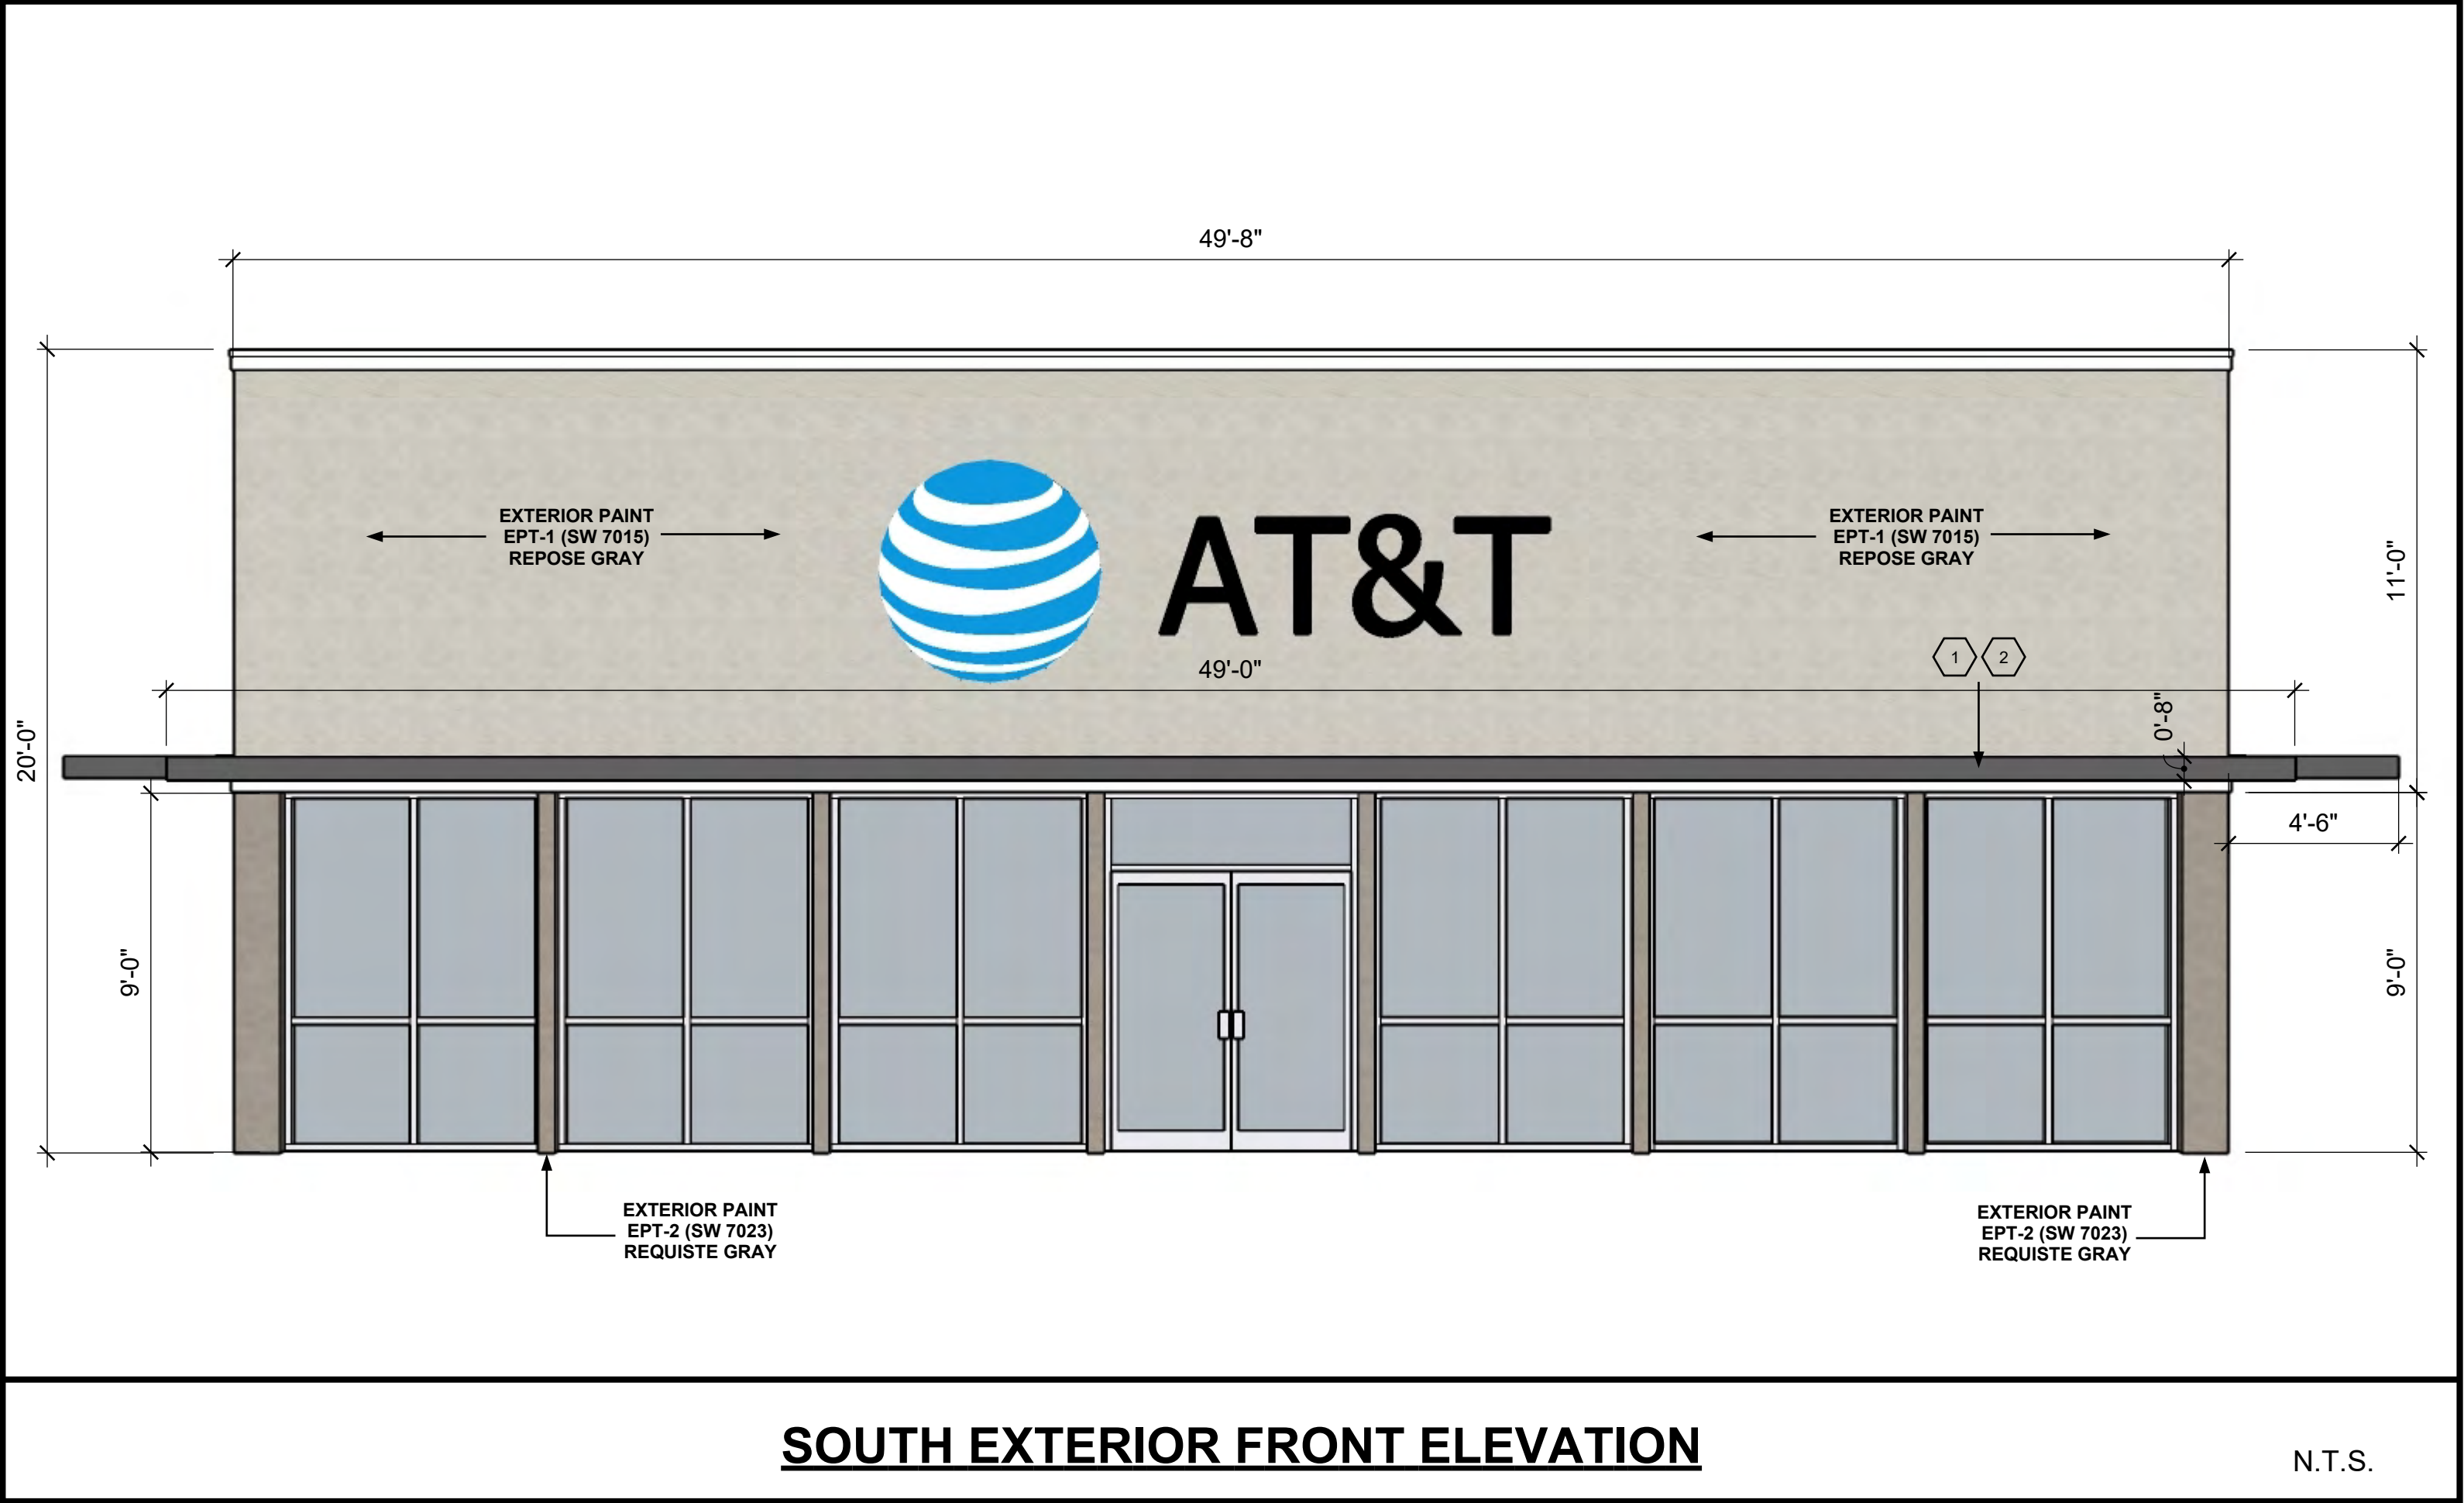 49'-8"
EXTERIOR PAINT
EPT-1 (SW 7015)
REPOSE GRAY
AT&T
EXTERIOR PAINT
EPT-1 (SW 7015)
REPOSE GRAY
11'-0"
49'-0"
1 2
0'-8"
20'-0"
4'-6"
9'-0"
9'-0"
EXTERIOR PAINT
EPT-2 (SW 7023)
REQUISTE GRAY
EXTERIOR PAINT
EPT-2 (SW 7023)
REQUISTE GRAY
SOUTH EXTERIOR FRONT ELEVATION
N.T.S.